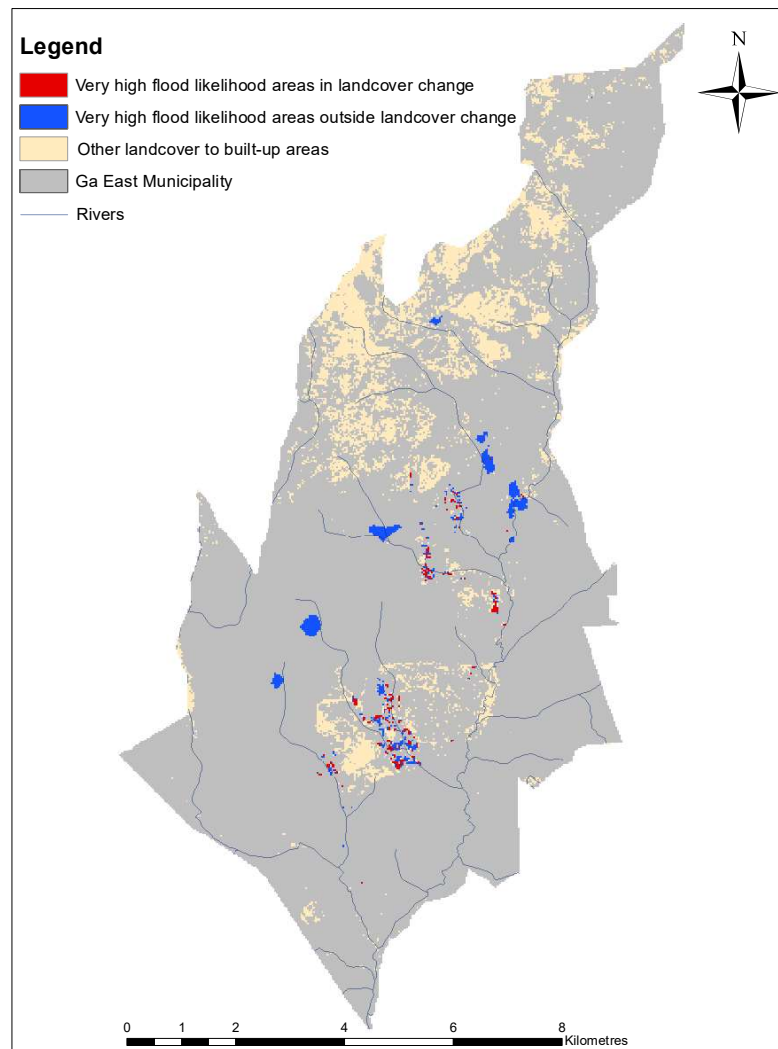 Legend
Very high flood likelihood areas in landcover change
Very high flood likelihood areas outside landcover change
Other landcover to built-up areas
Ga East Municipality
Rivers
N
0 1 2 4 6 8
Kilometres